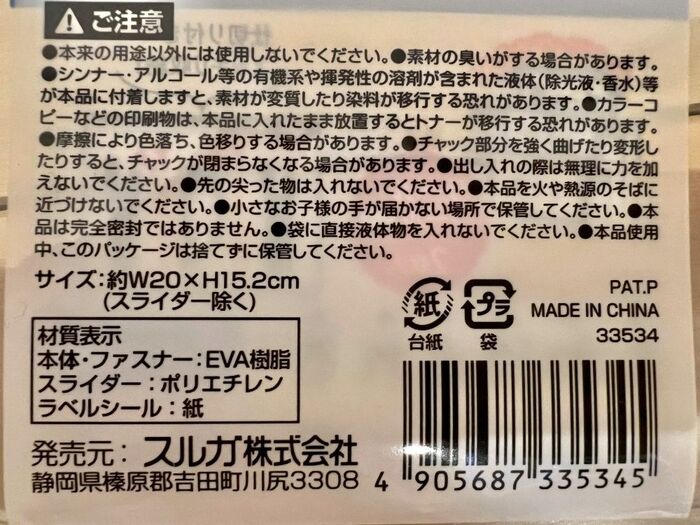 ご注意
●本来の用途以外には使用しないでください。●素材の臭いがする場合があります。
●シンナー・アルコール等の有機系や揮発性の溶剤が含まれた液体(除光液・香水)等
が本品に付着しますと、素材が変質したり染料が移行する恐れがあります。●カラーコ
ピーなどの印刷物は、本品に入れたまま放置するとトナーが移行する恐れがあります。
●摩擦により色落ち、色移りする場合があります。●チャック部分を強く曲げたり変形し
たりすると、チャックが閉まらなくなる場合があります。●出し入れの際は無理に力を加
えないでください。●先の尖った物は入れないでください。●本品を火や熱源のそばに
近づけないでください。●小さなお子様の手が届かない場所で保管してください。●本
品は完全密封ではありません。●袋に直接液体物を入れないでください。●本品使用
中、このパッケージは捨てずに保管してください。
サイズ：約W20×H15.2cm
(スライダー除く)
材質表示
本体・ファスナー：EVA樹脂
スライダー：ポリエチレン
ラベルシール：紙
紙
台紙
プラ
袋
PAT.P
MADE IN CHINA
33534
発売元：スルガ株式会社
静岡県榛原郡吉田町川尻3308
4 905687 335345